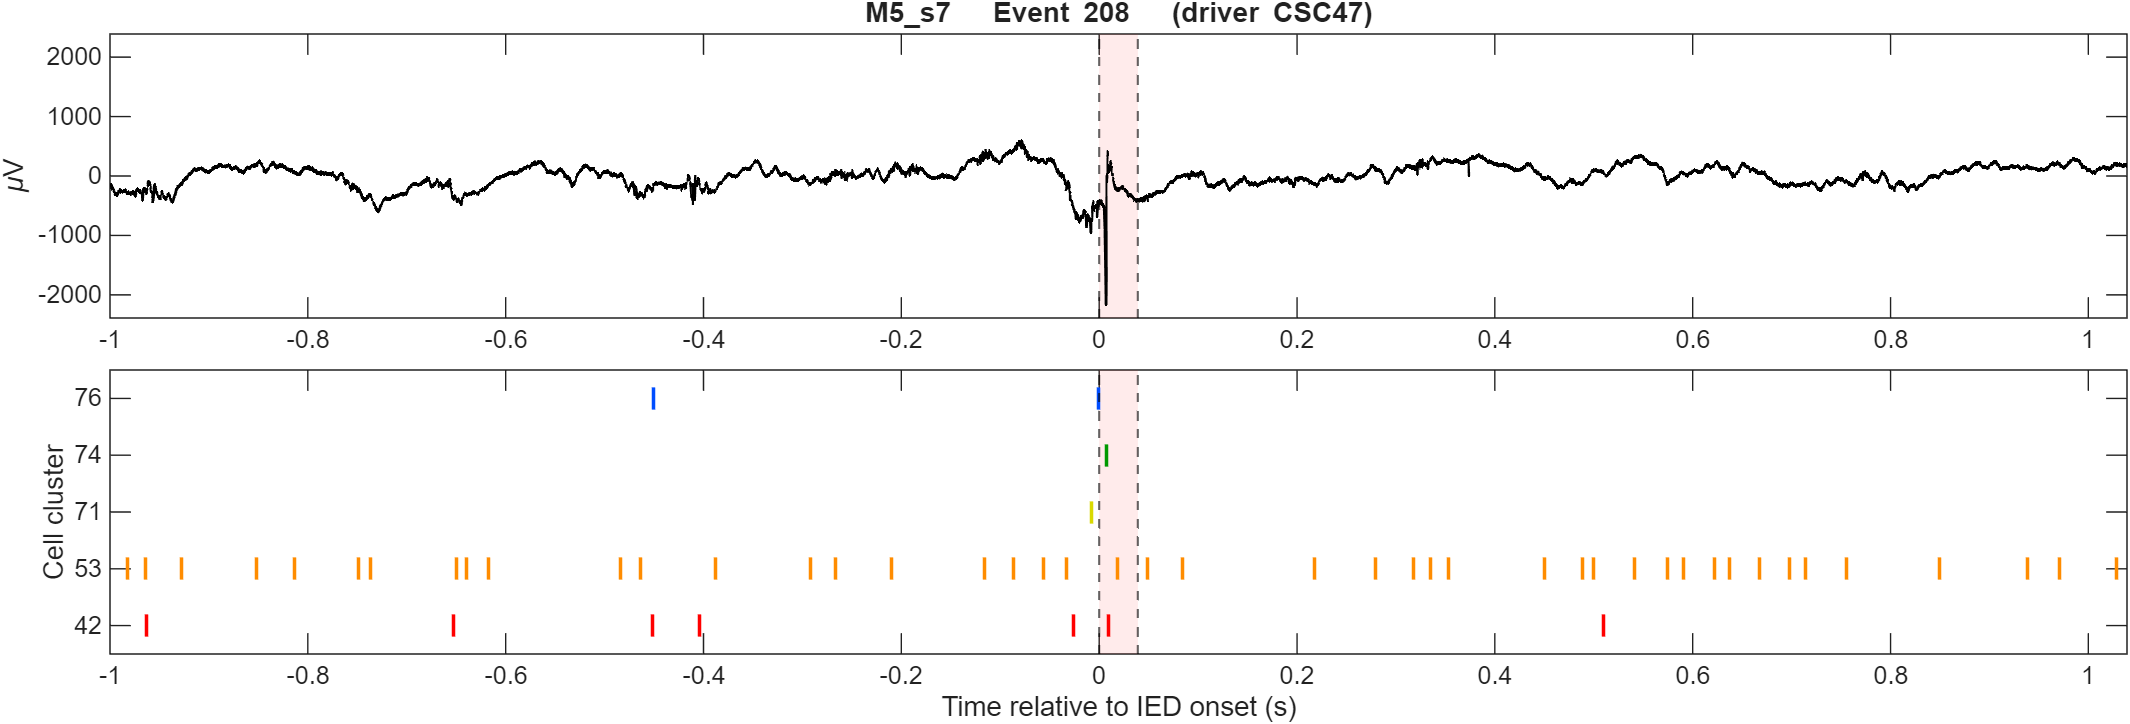 M5_s7 Event 208 (driver CSC47)
2000
1000
0
-1000
-2000
µV
-1 -0.8 -0.6 -0.4 -0.2 0 0.2 0.4 0.6 0.8 1
76
74
71
53
42
Cell cluster
-1 -0.8 -0.6 -0.4 -0.2 0 0.2 0.4 0.6 0.8 1
Time relative to IED onset (s)